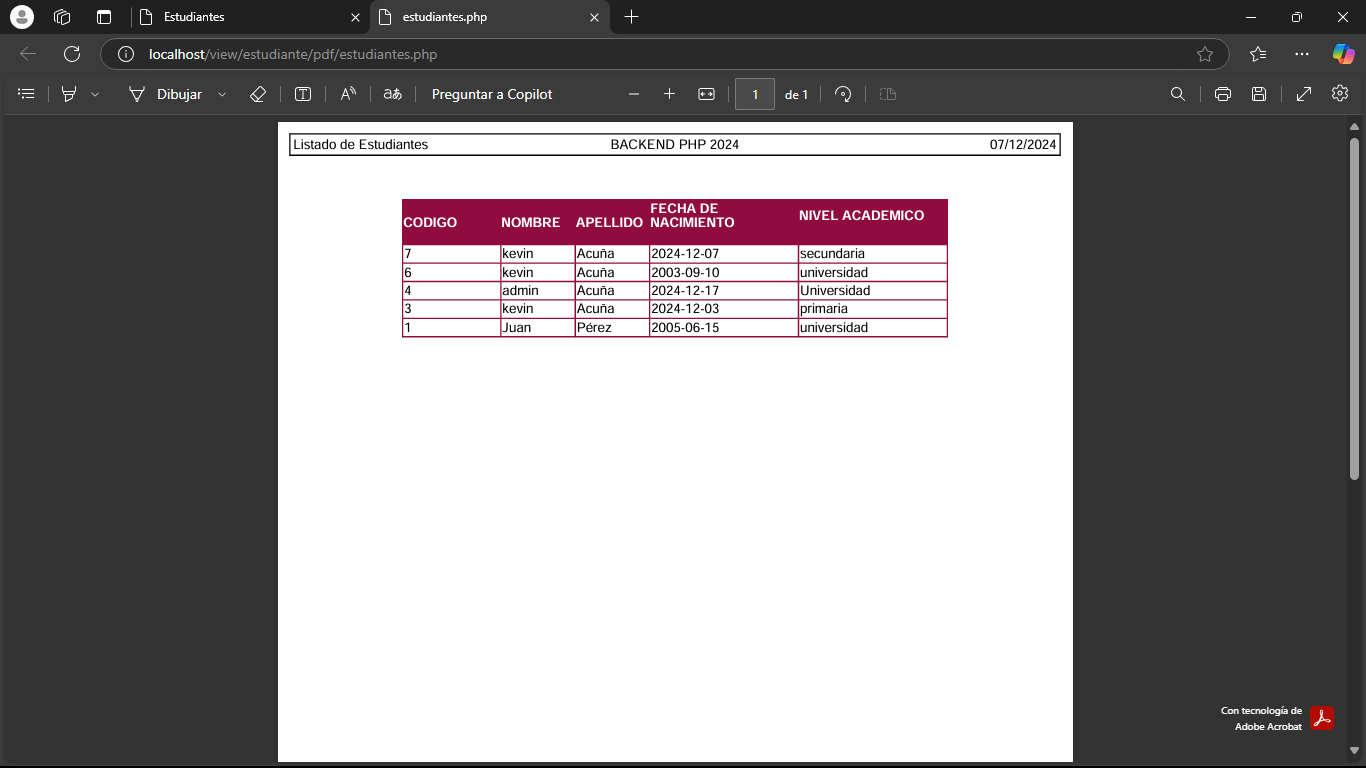 Estudiantes
estudiantes.php
localhost/view/estudiante/pdf/estudiantes.php
Dibujar
aあ
Preguntar a Copilot
1 de 1
Listado de Estudiantes BACKEND PHP 2024 07/12/2024
CODIGO NOMBRE APELLIDO FECHA DE NACIMIENTO NIVEL ACADEMICO
7 kevin Acuña 2024-12-07 secundaria
6 kevin Acuña 2003-09-10 universidad
4 admin Acuña 2024-12-17 Universidad
3 kevin Acuña 2024-12-03 primaria
1 Juan Pérez 2005-06-15 universidad
Con tecnología de
Adobe Acrobat